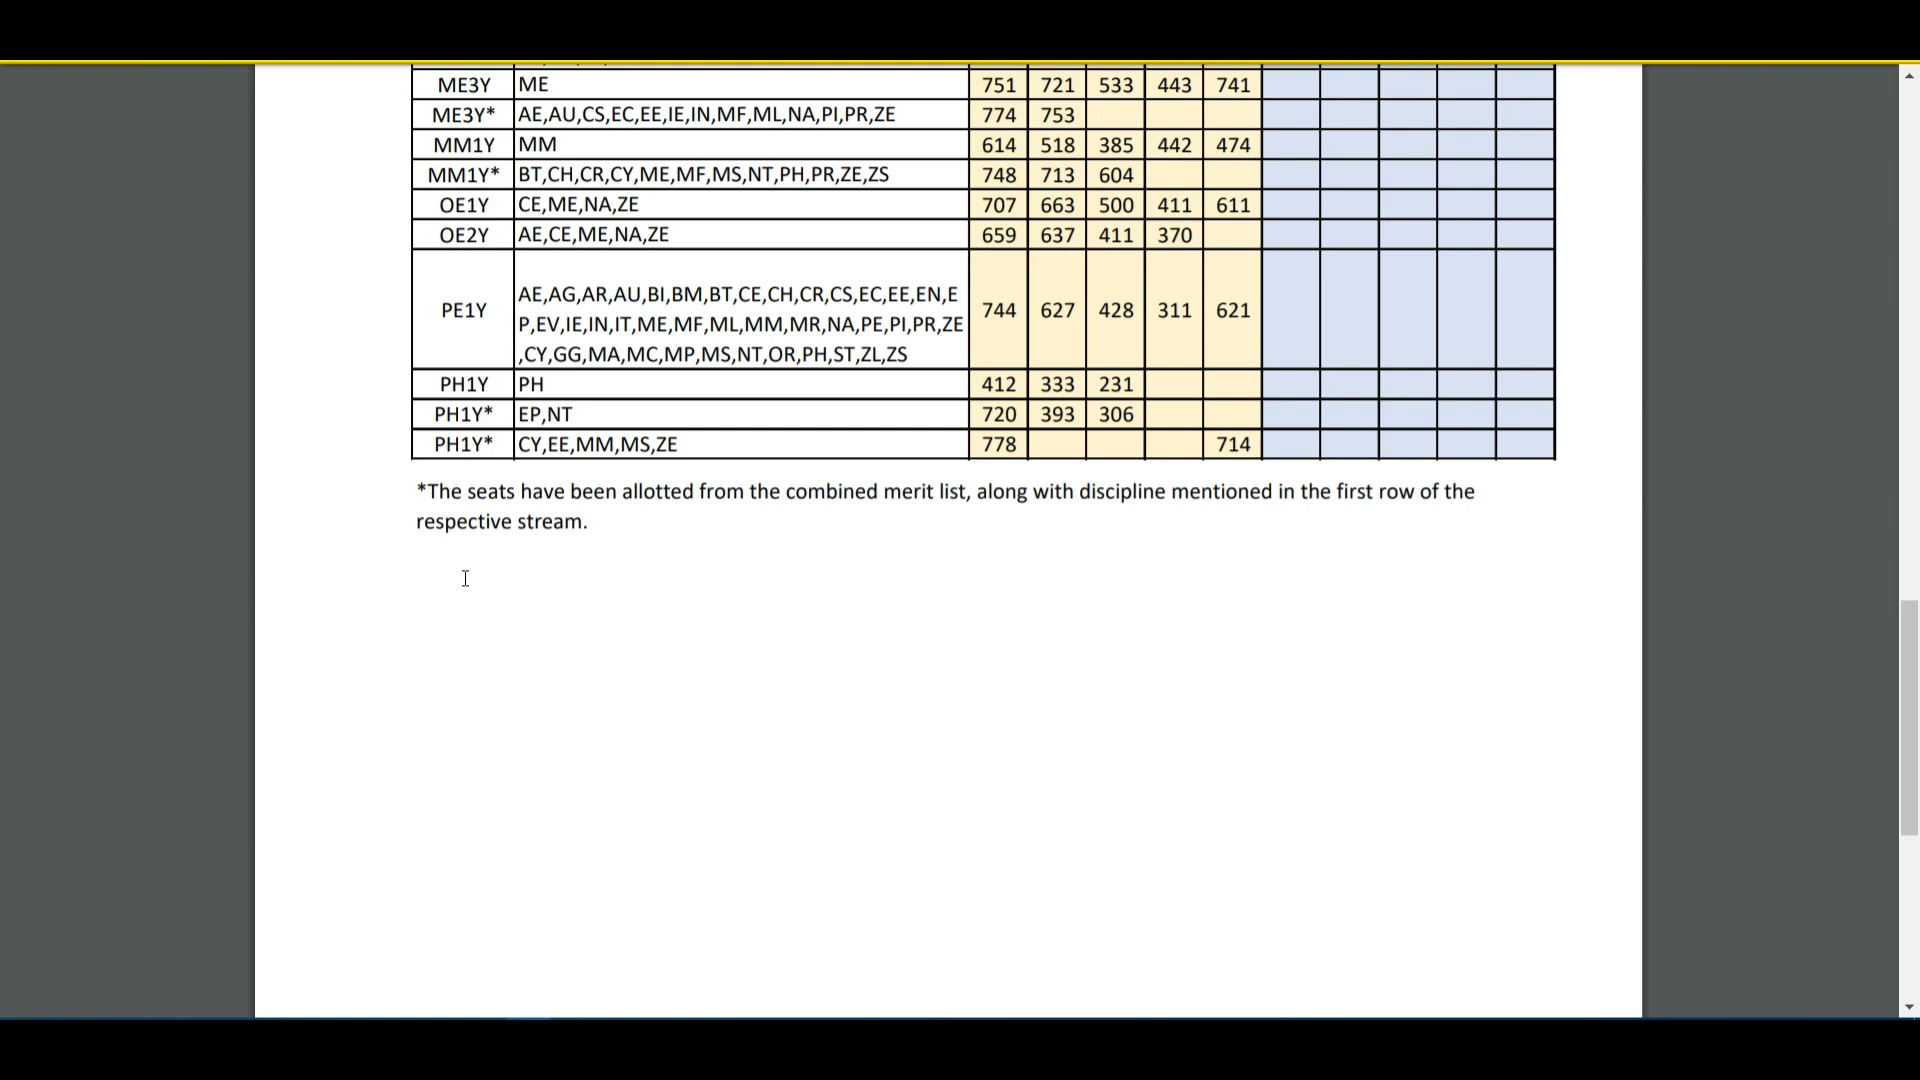 ME3Y ME 751 721 533 443 741
ME3Y* AE,AU,CS,EC,EE,IE,IN,MF,ML,NA,PI,PR,ZE 774 753
MM1Y MM 614 518 385 442 474
MM1Y* BT,CH,CR,CY,ME,MF,MS,NT,PH,PR,ZE,ZS 748 713 604
OE1Y CE,ME,NA,ZE 707 663 500 411 611
OE2Y AE,CE,ME,NA,ZE 659 637 411 370
AE,AG,AR,AU,BI,BM,BT,CE,CH,CR,CS,EC,EE,EN,E
PE1Y P,EV,IE,IN,IT,ME,MF,ML,MM,MR,NA,PE,PI,PR,ZE 744 627 428 311 621
,CY,GG,MA,MC,MP,MS,NT,OR,PH,ST,ZL,ZS
PH1Y PH 412 333 231
PH1Y* EP,NT 720 393 306
PH1Y* CY,EE,MM,MS,ZE 778 714
*The seats have been allotted from the combined merit list, along with discipline mentioned in the first row of the
respective stream.